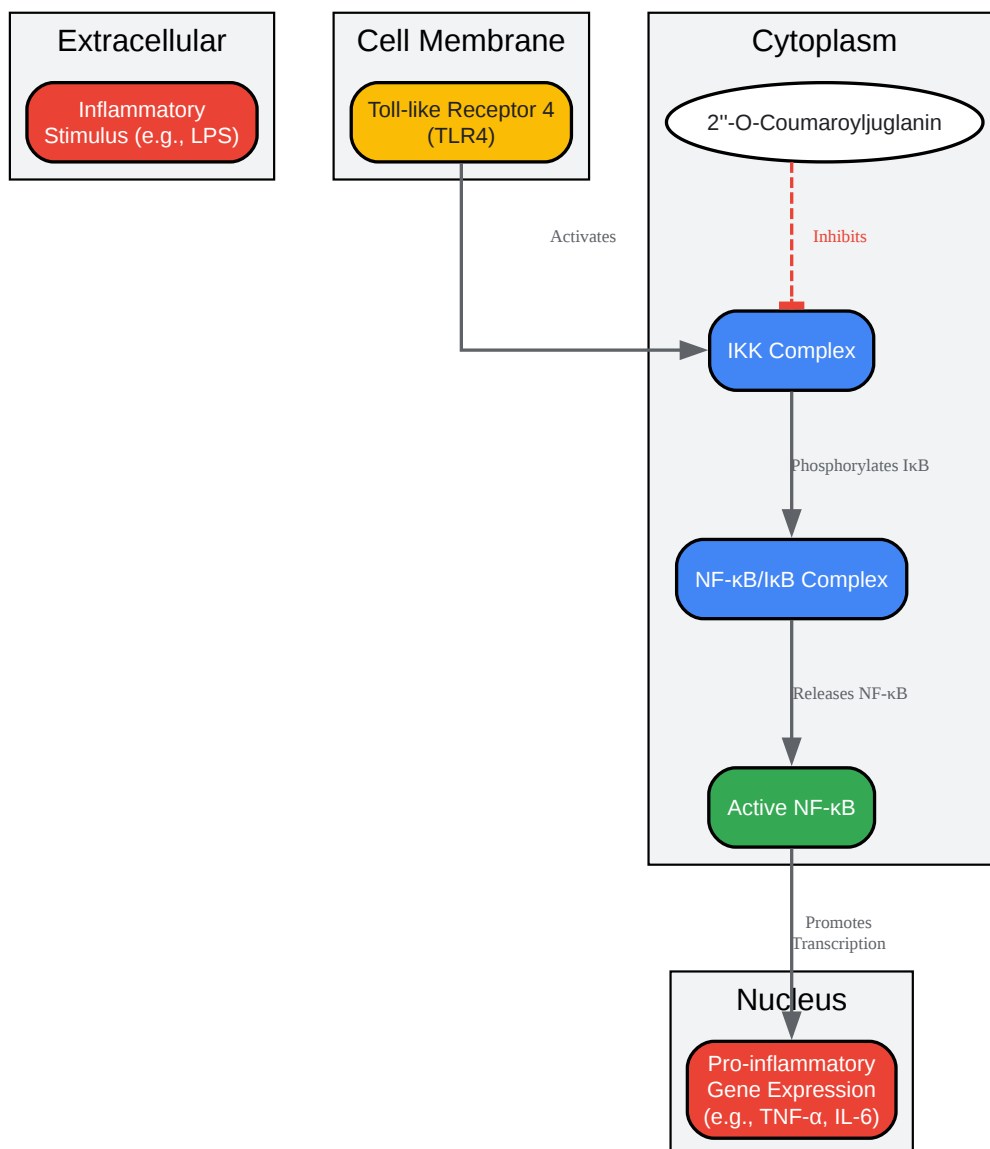 Extracellular
Inflammatory
Stimulus (e.g., LPS)
Cell Membrane
Toll-like Receptor 4
(TLR4)
Cytoplasm
2"-O-Coumaroyljuglanin
Activates
Inhibits
IKK Complex
Phosphorylates IκB
NF-κB/IκB Complex
Releases NF-κB
Active NF-κB
Promotes
Transcription
Nucleus
Pro-inflammatory
Gene Expression
(e.g., TNF-α, IL-6)